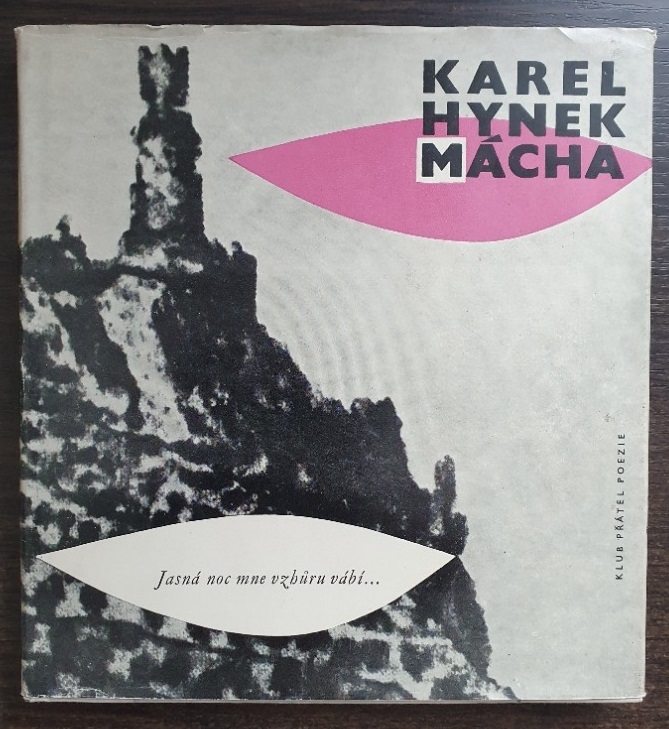 KAREL
HYNEK
MÁCHA
Jasná noc mne vzhůru vábí...
KLUB PŘÁTEL POEZIE